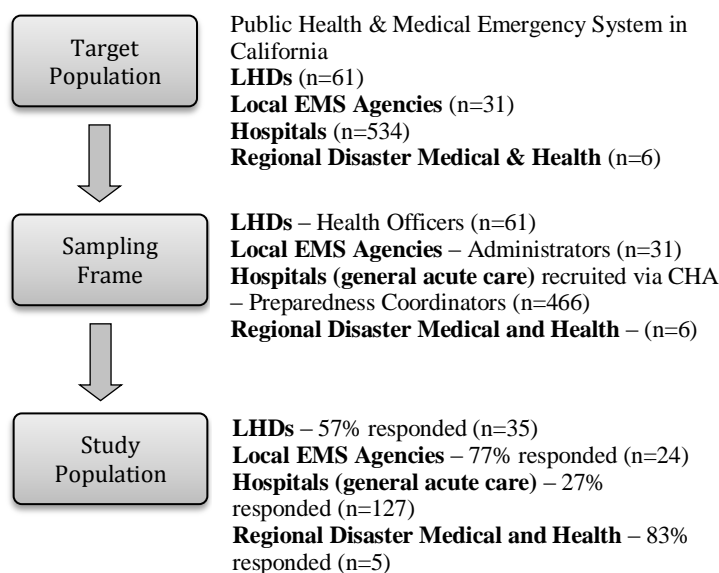 Target
Population
Public Health & Medical Emergency System in
California
LHDs (n=61)
Local EMS Agencies (n=31)
Hospitals (n=534)
Regional Disaster Medical & Health (n=6)
Sampling
Frame
LHDs – Health Officers (n=61)
Local EMS Agencies – Administrators (n=31)
Hospitals (general acute care) recruited via CHA
– Preparedness Coordinators (n=466)
Regional Disaster Medical and Health – (n=6)
Study
Population
LHDs – 57% responded (n=35)
Local EMS Agencies – 77% responded (n=24)
Hospitals (general acute care) – 27%
responded (n=127)
Regional Disaster Medical and Health – 83%
responded (n=5)